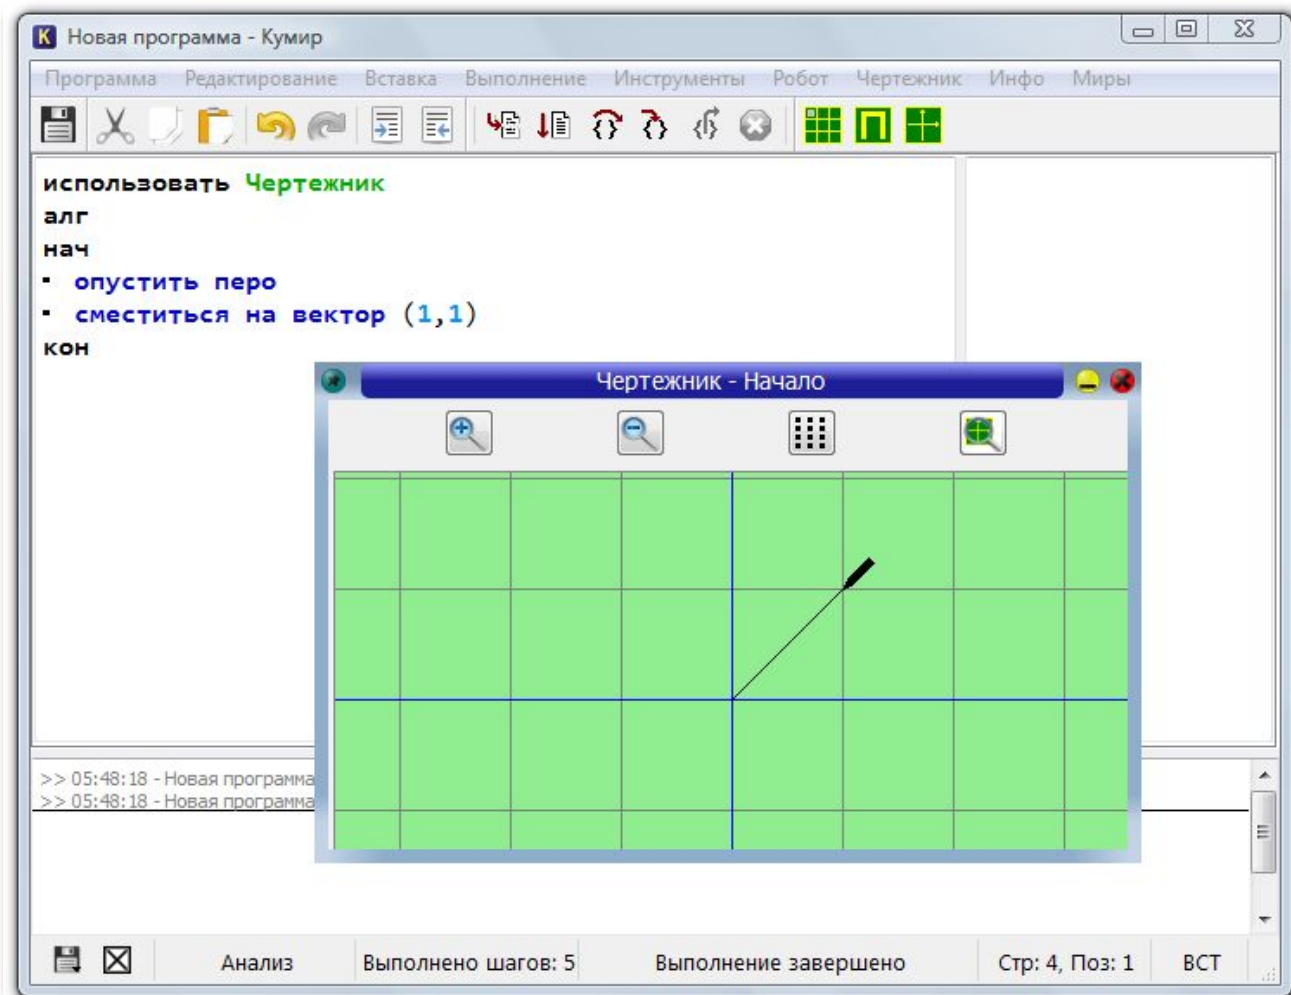 Новая программа - Кумир
Программа Редактирование Вставка Выполнение Инструменты Робот Чертежник Инфо Миры
использовать Чертежник
алг
нач
опустить перо
сместиться на вектор (1,1)
кон
Чертежник - Начало
>> 05:48:18 - Новая программа
>> 05:48:18 - Новая программа
Анализ Выполнено шагов: 5 Выполнение завершено Стр: 4, Поз: 1 ВСТ